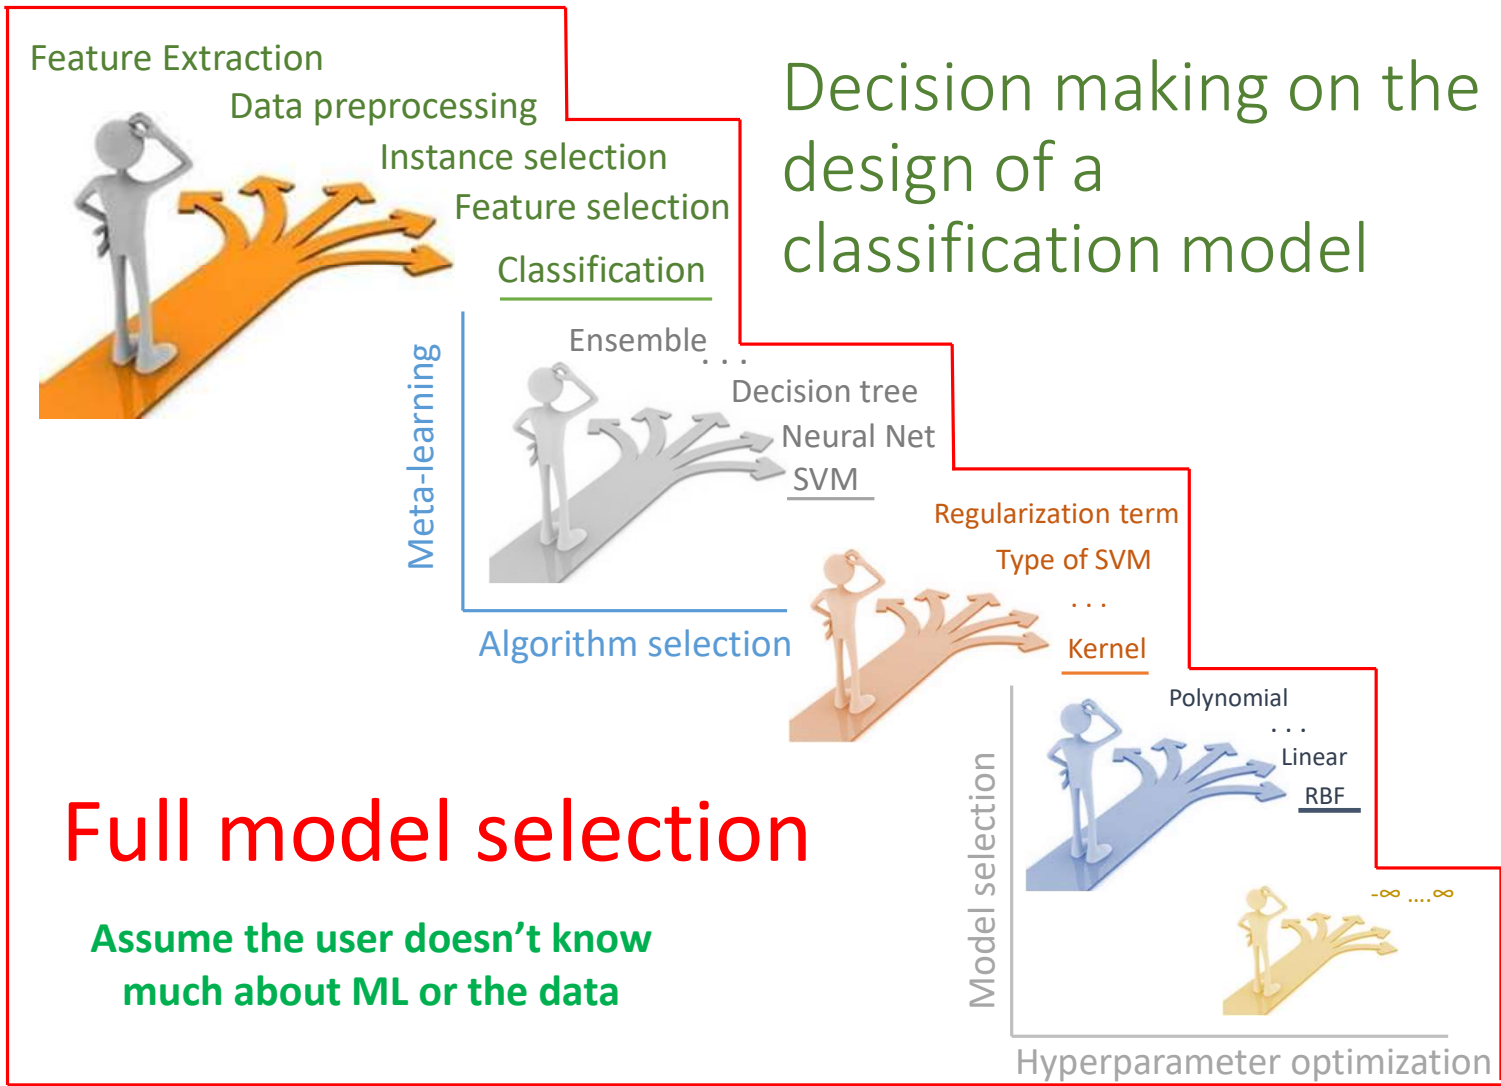 Feature Extraction
Data preprocessing
Instance selection
Feature selection
Classification
Decision making on the
design of a
classification model
Meta-learning
Ensemble
. . .
Decision tree
Neural Net
SVM
Algorithm selection
Regularization term
Type of SVM
. . .
Kernel
Model selection
Polynomial
. . .
Linear
RBF
-∞ ....∞
Hyperparameter optimization
Full model selection
Assume the user doesn’t know
much about ML or the data